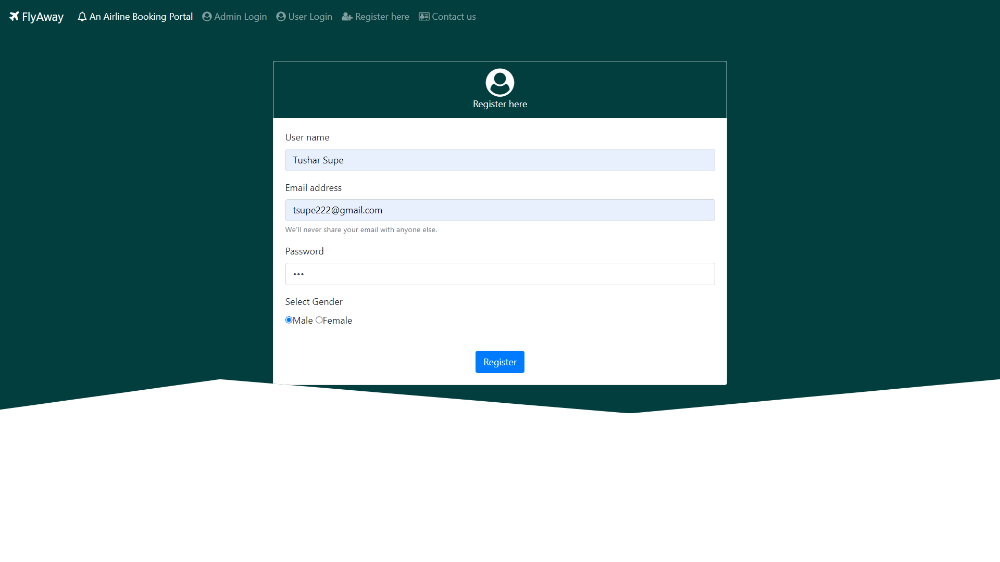 FlyAway An Airline Booking Portal Admin Login User Login Register here Contact us
Register here
User name
Tushar Supe
Email address
tsupe222@gmail.com
We'll never share your email with anyone else.
Password
•••
Select Gender
Male Female
Register